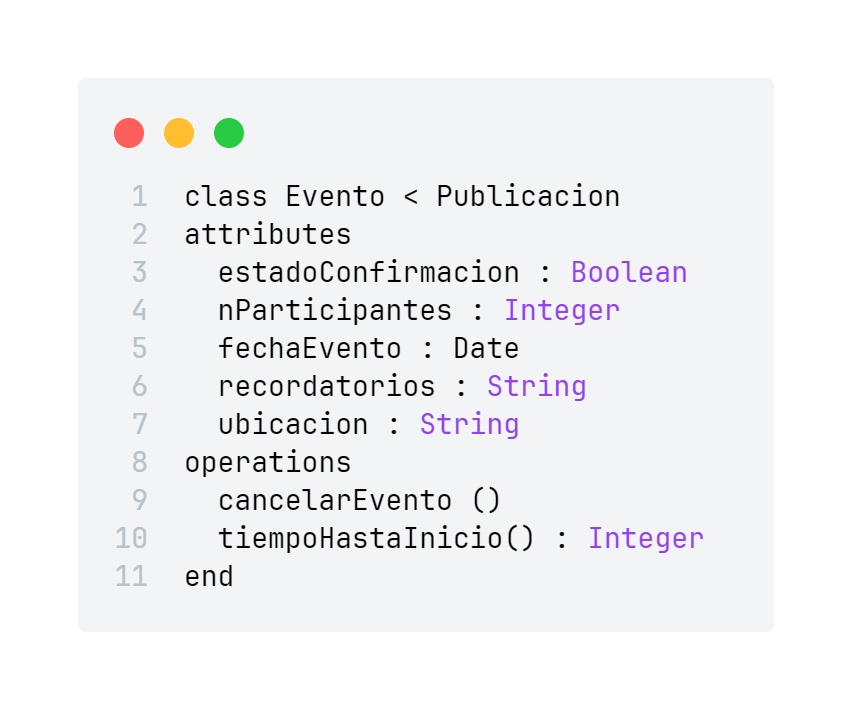 1 class Evento < Publicacion
2 attributes
3   estadoConfirmacion : Boolean
4   nParticipantes : Integer
5   fechaEvento : Date
6   recordatorios : String
7   ubicacion : String
8 operations
9   cancelarEvento ()
10   tiempoHastaInicio() : Integer
11 end